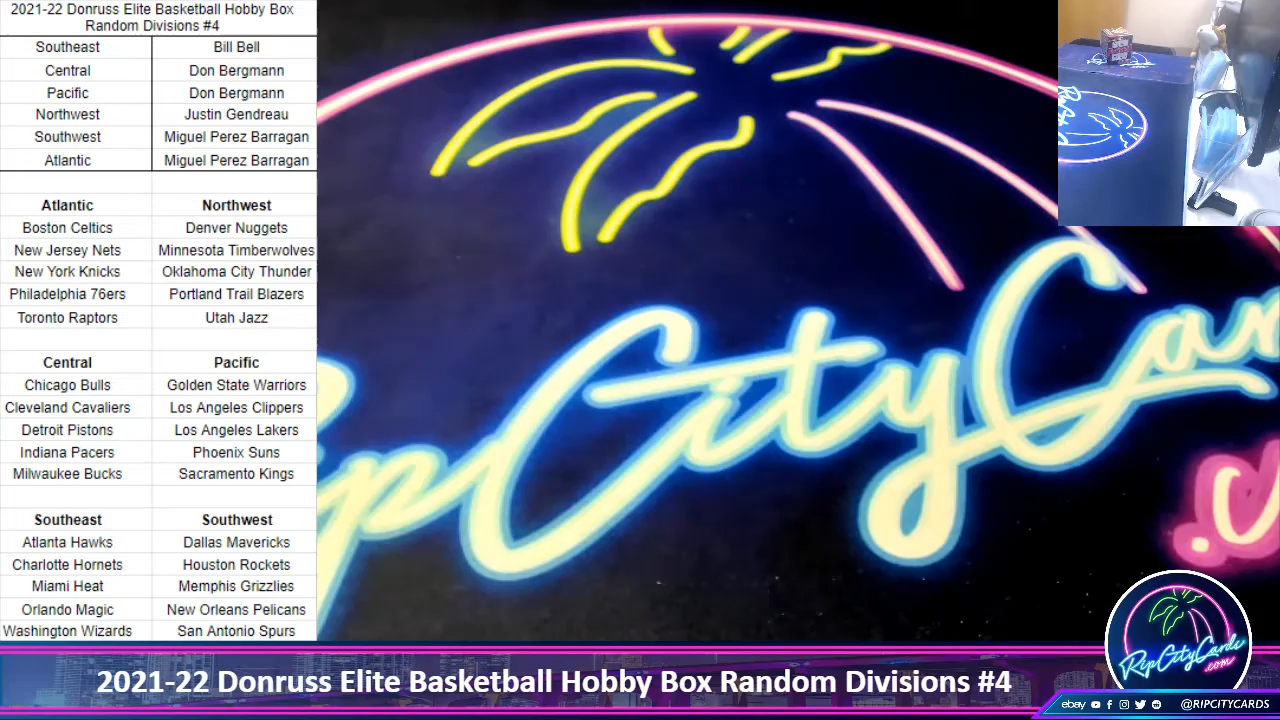 2021-22 Donruss Elite Basketball Hobby Box
Random Divisions #4
Southeast Bill Bell
Central Don Bergmann
Pacific Don Bergmann
Northwest Justin Gendreau
Southwest Miguel Perez Barragan
Atlantic Miguel Perez Barragan
Atlantic Northwest
Boston Celtics Denver Nuggets
New Jersey Nets Minnesota Timberwolves
New York Knicks Oklahoma City Thunder
Philadelphia 76ers Portland Trail Blazers
Toronto Raptors Utah Jazz
Central Pacific
Chicago Bulls Golden State Warriors
Cleveland Cavaliers Los Angeles Clippers
Detroit Pistons Los Angeles Lakers
Indiana Pacers Phoenix Suns
Milwaukee Bucks Sacramento Kings
Southeast Southwest
Atlanta Hawks Dallas Mavericks
Charlotte Hornets Houston Rockets
Miami Heat Memphis Grizzlies
Orlando Magic New Orleans Pelicans
Washington Wizards San Antonio Spurs
ip City Car
.c
RipCityCards
.com
2021-22 Donruss Elite Basketball Hobby Box Random Divisions #4
ebay @RIPCITYCARDS